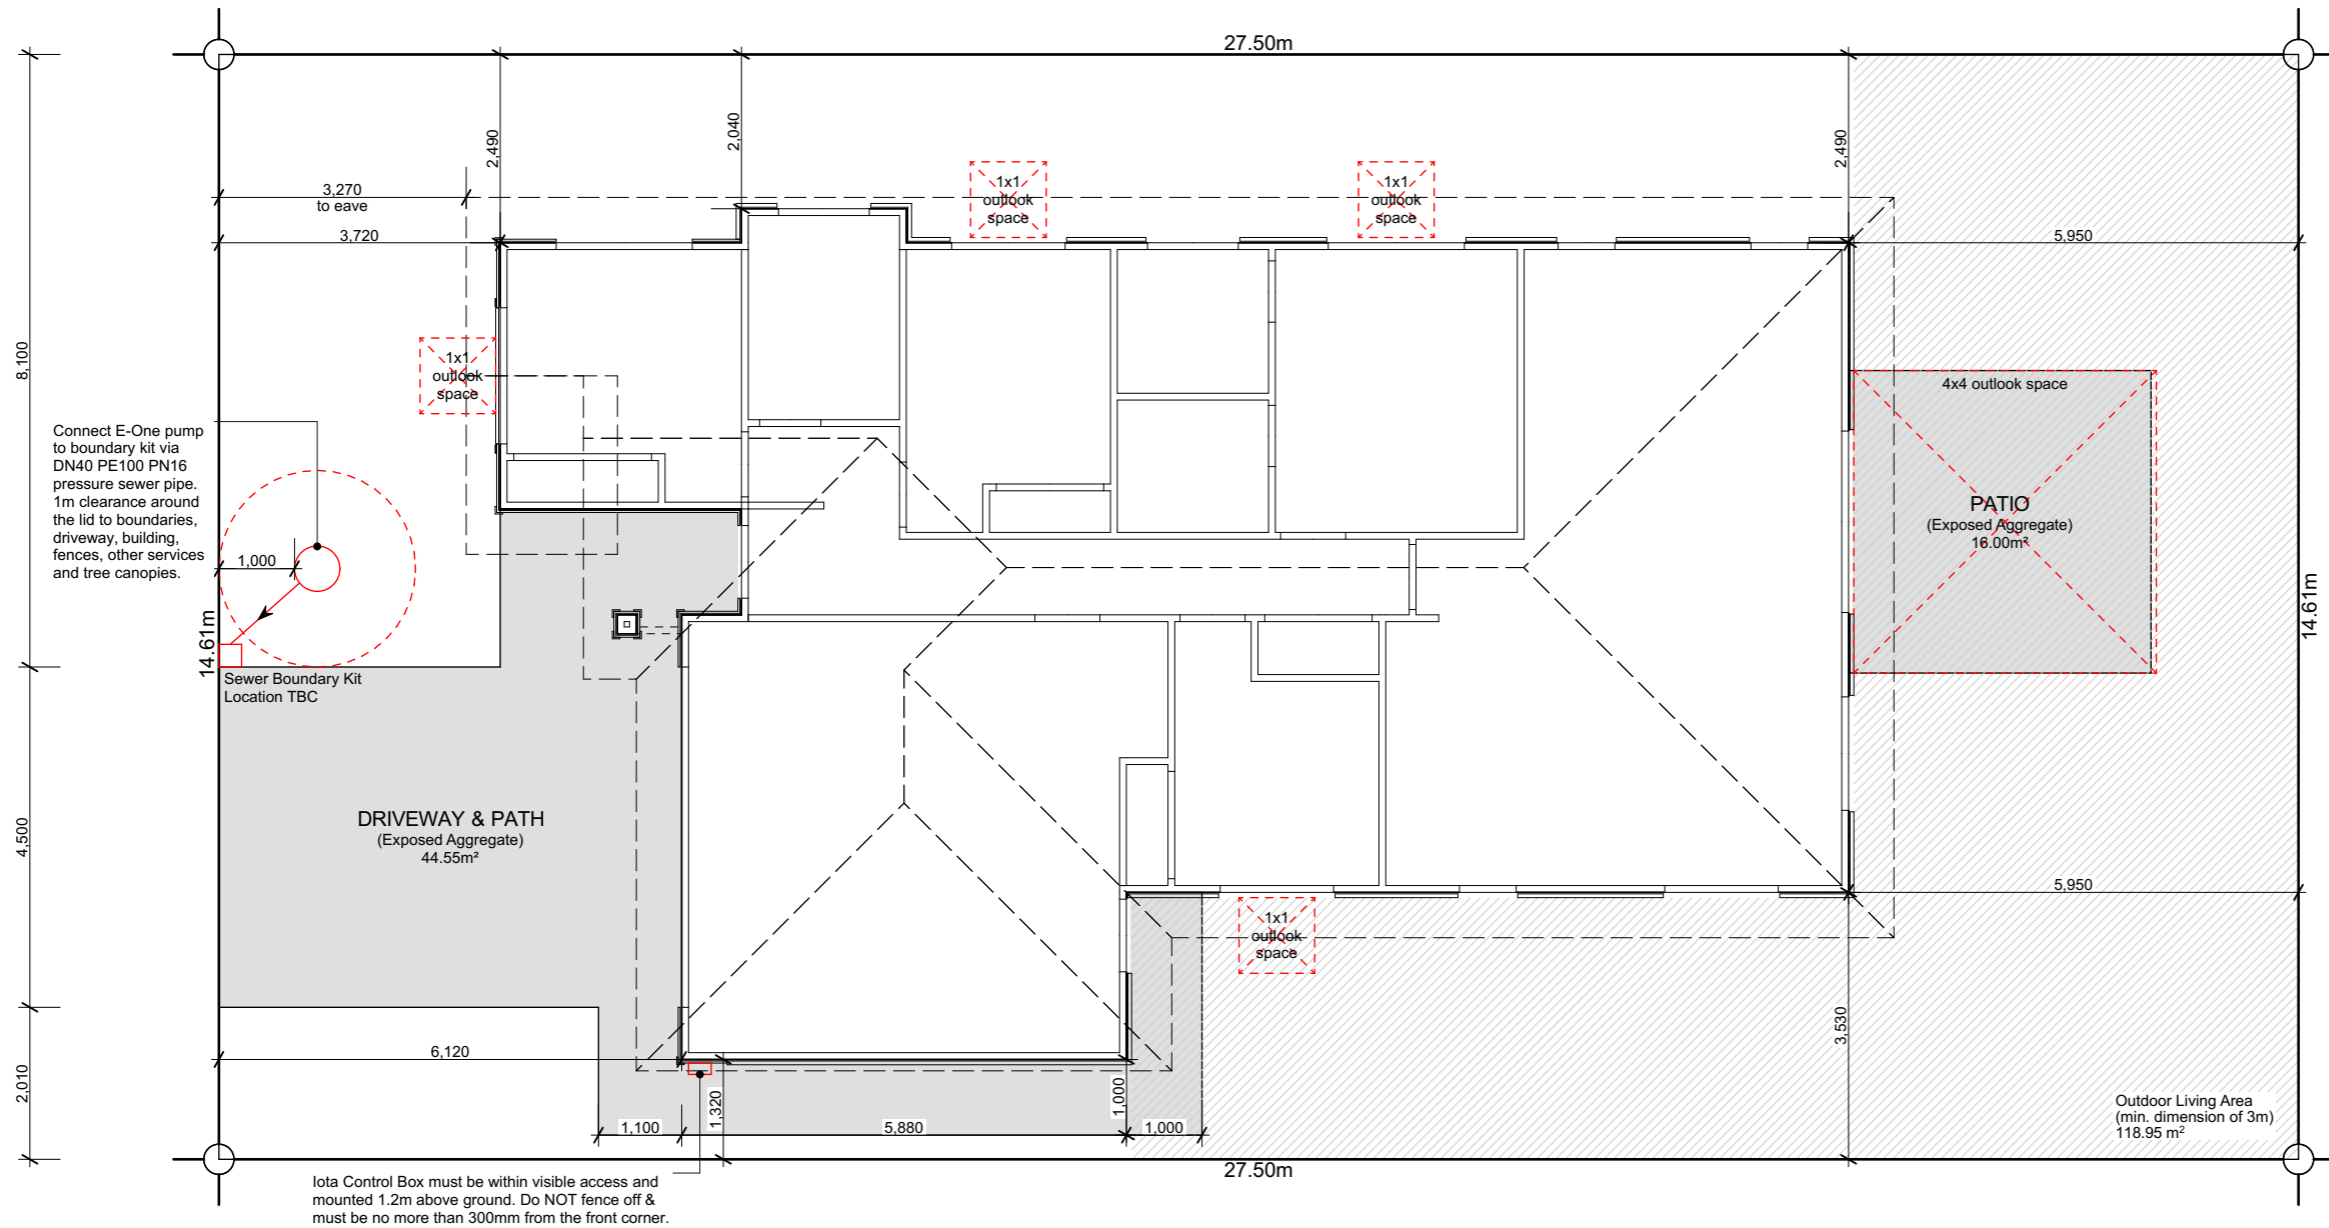 27.50m
2,490
2,040
2,490
3,270
to eave
3,720
1x1
outlook
space
1x1
outlook
space
5,950
8,100
1x1
outlook
space
4x4 outlook space
Connect E-One pump
to boundary kit via
DN40 PE100 PN16
pressure sewer pipe.
1m clearance around
the lid to boundaries,
driveway, building,
fences, other services
and tree canopies.
1,000
PATIO
(Exposed Aggregate)
16.00m²
14.61m
14.61m
Sewer Boundary Kit
Location TBC
DRIVEWAY & PATH
(Exposed Aggregate)
44.55m²
4,500
5,950
1x1
outlook
space
3,530
6,120
2,010
1,320
1,000
1,100
5,880
1,000
Outdoor Living Area
(min. dimension of 3m)
118.95 m²
27.50m
Iota Control Box must be within visible access and
mounted 1.2m above ground. Do NOT fence off &
must be no more than 300mm from the front corner.